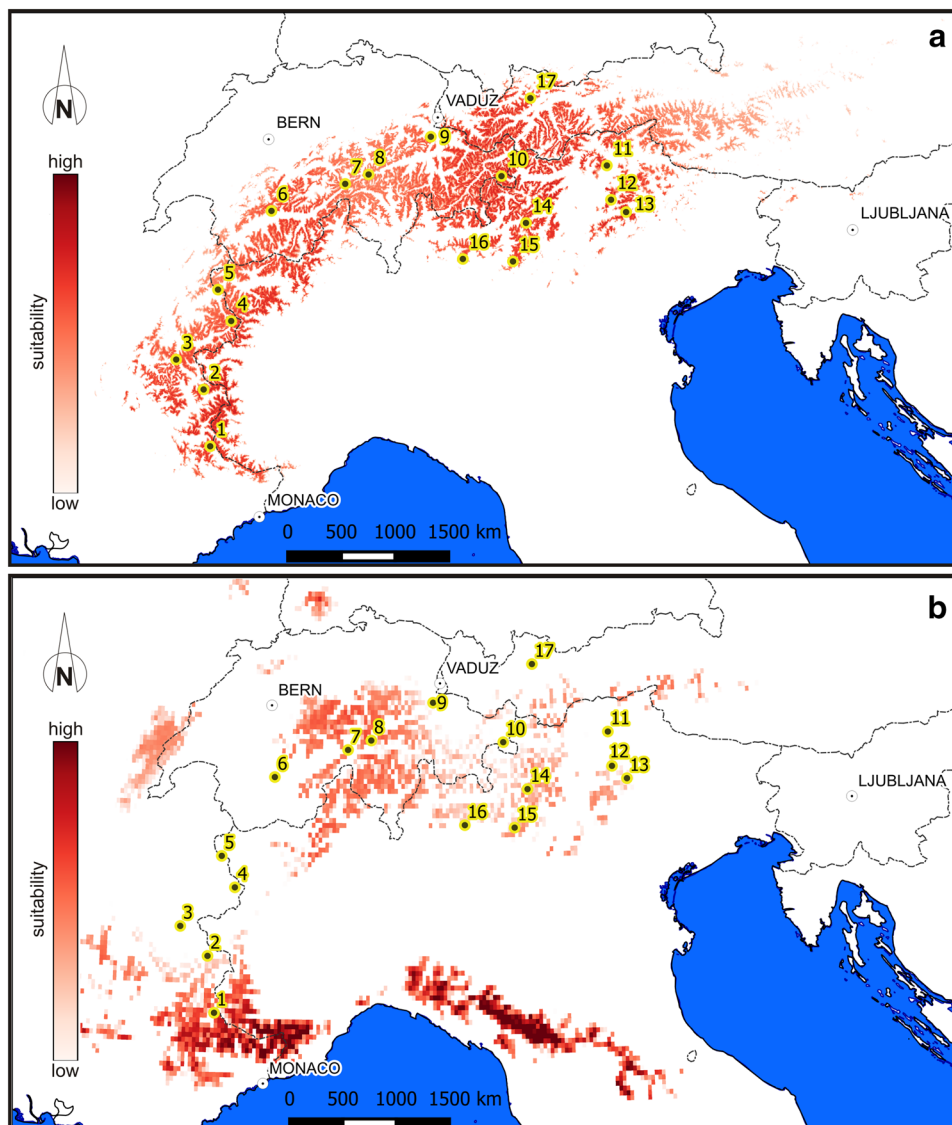 a
N
17
VADUZ
BERN
9
high
8
7
10
11
6
12
13
14
LJUBLJANA
16
15
5
suitability
4
3
2
1
low
MONACO
0 500 1000 1500 km
b
N
17
VADUZ
BERN
9
11
high
8
10
7
12
13
6
14
LJUBLJANA
16
15
5
suitability
4
3
2
1
low
MONACO
0 500 1000 1500 km